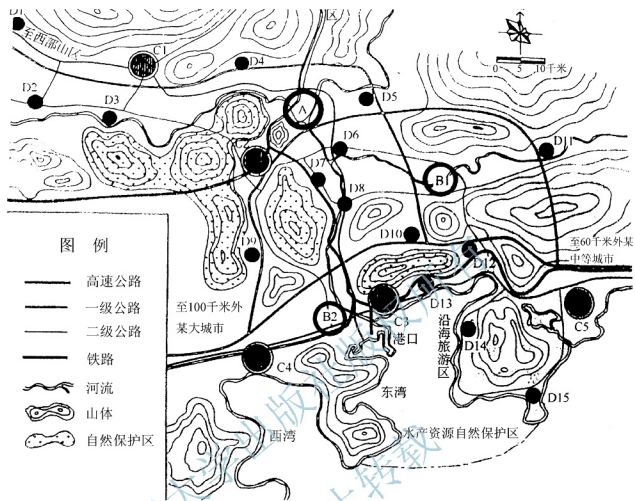 D1
至西部山区
C1
D4
区
0 5 10千米
D2
D3
A
D5
D6
D7
D8
B1
D11
D9
D10
D12
至60千米外某
中等城市
图 例
高速公路
一级公路
二级公路
铁路
河流
山体
自然保护区
至100千米外
某大城市
B2
C3
D13
港口
C4
沿海旅游区
D14
C5
D15
东湾
西湾
水产资源自然保护区